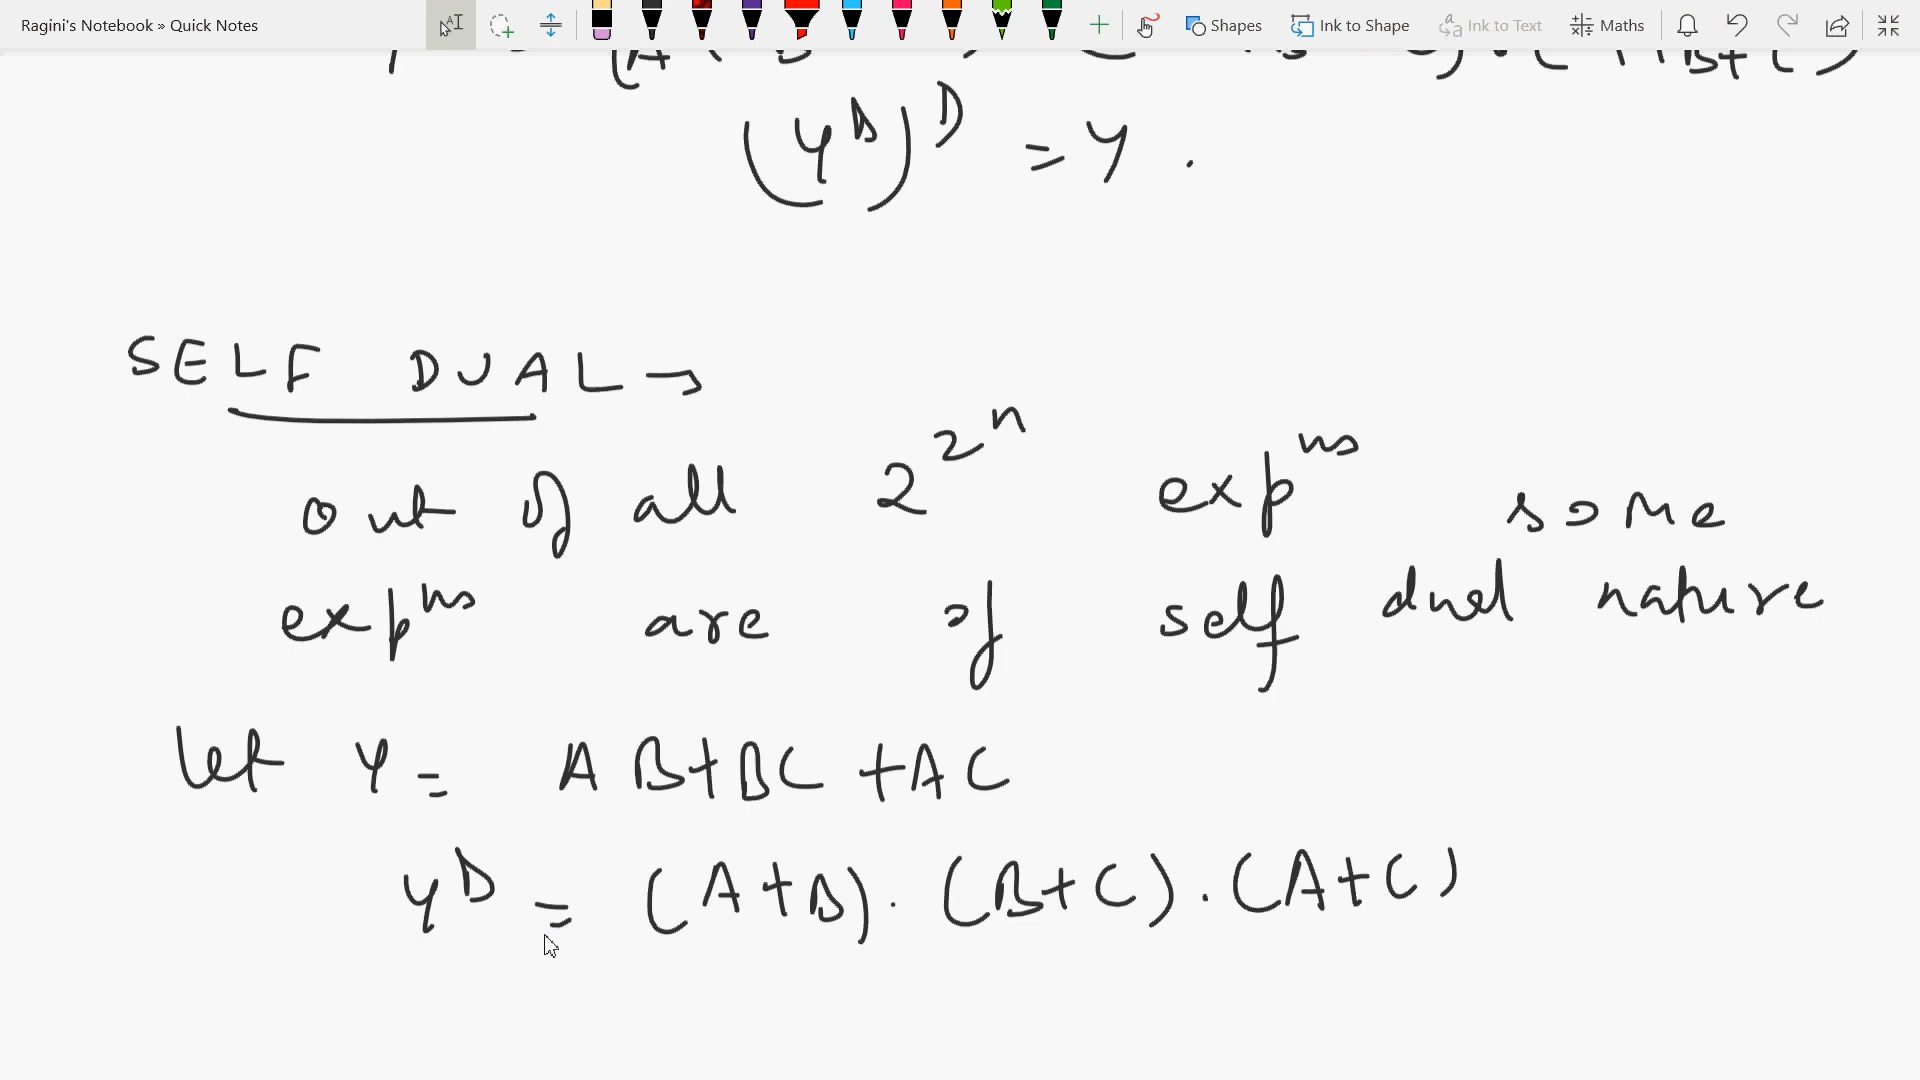 Ragini's Notebook » Quick Notes Shapes Ink to Shape Ink to Text Maths
(Y^D)^D = Y .
SELF DUAL →
out of all 2^2^n exp^ns some
exp^ns are of self dual nature
let Y = AB+BC+AC
Y^D = (A+B).(B+C).(A+C)